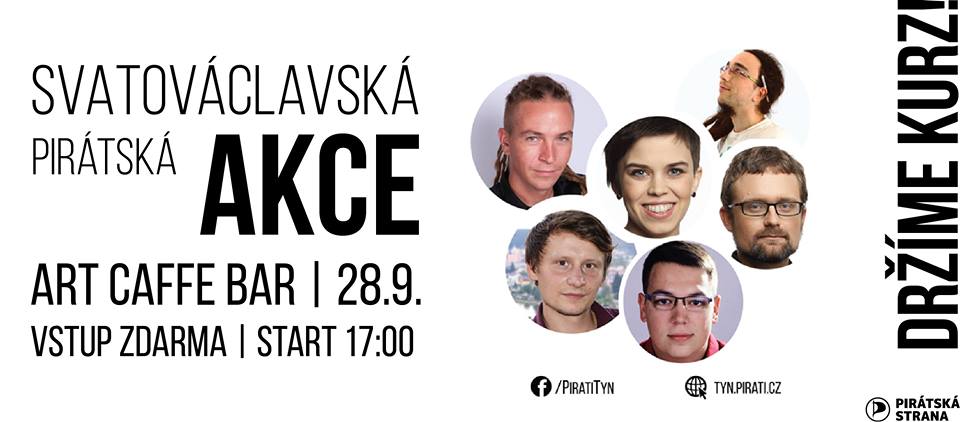 SVATOVÁCLAVSKÁ
PIRÁTSKÁ AKCE
ART CAFFE BAR | 28.9.
VSTUP ZDARMA | START 17:00
/PIRATITYN
TYN.PIRATI.CZ
DRŽÍME KURZ!
PIRÁTSKÁ
STRANA